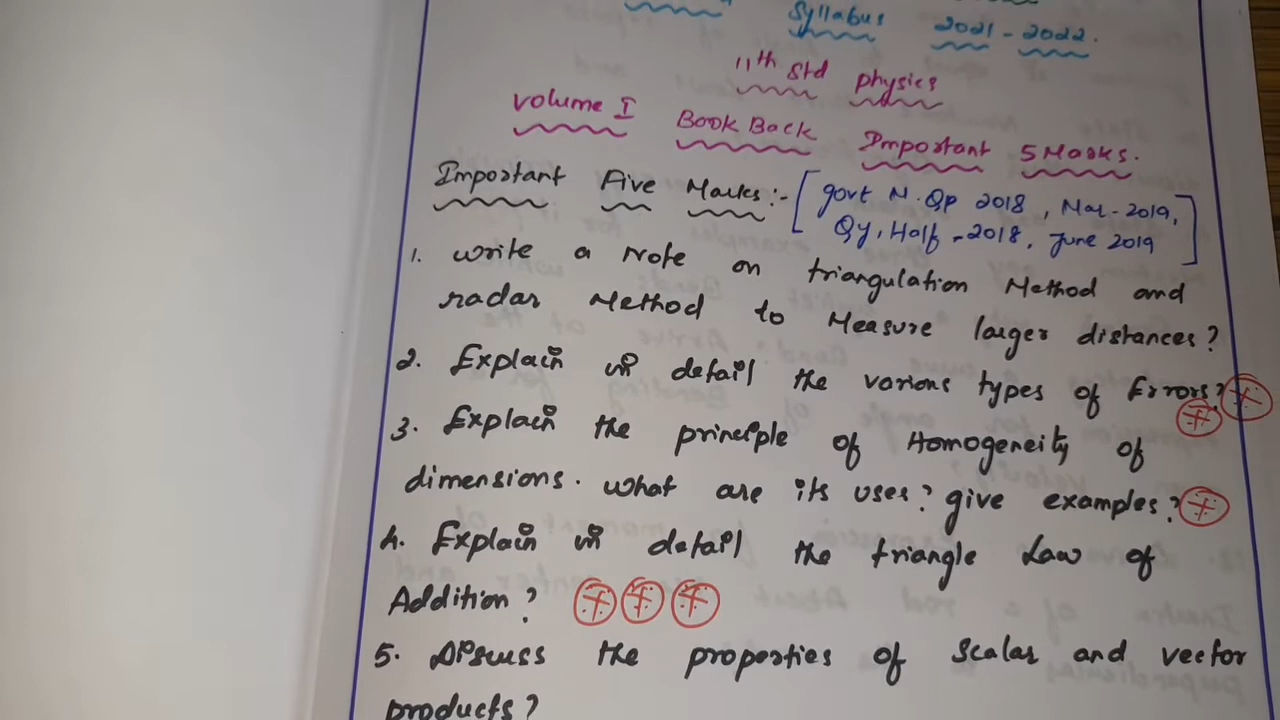 Syllabus 2021-2022.
11th Std physics
Volume I Book Back Important 5 Marks.
Important Five Marks:- [govt M.QP 2018, Mar-2019,
Qy, Half-2018, June 2019]
1. Write a Note on triangulation Method and
radar Method to Measure larger distances?
2. Explain in detail the various types of Errors?
3. Explain the principle of Homogeneity of
dimensions. What are its uses? give examples?
4. Explain in detail the triangle Law of
Addition?
5. Discuss the properties of Scalar and vector
products?